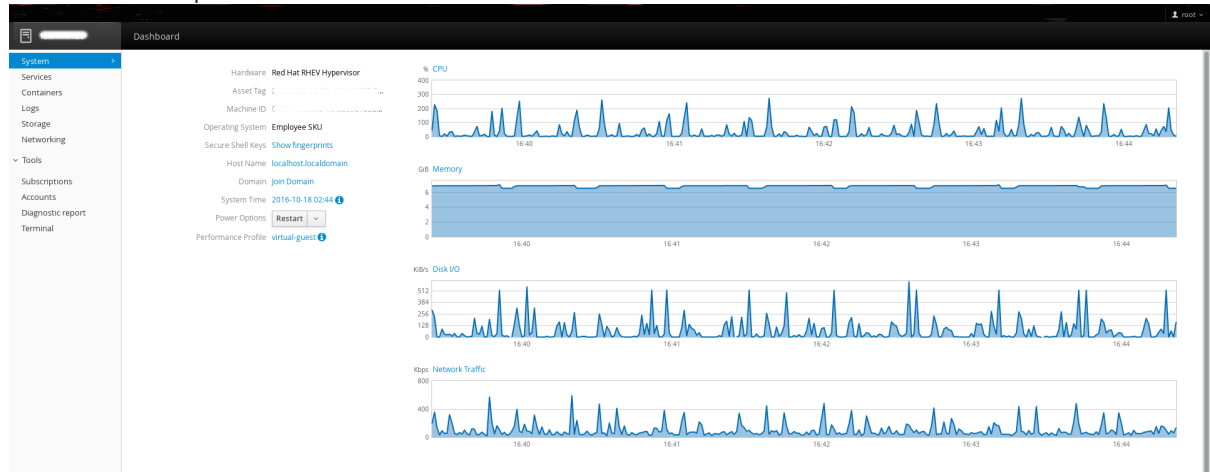 root
Dashboard
System
Services
Containers
Logs
Storage
Networking
Tools
Subscriptions
Accounts
Diagnostic report
Terminal
Hardware Red Hat RHEV Hypervisor
Asset Tag
Machine ID
Operating System Employee SKU
Secure Shell Keys Show fingerprints
Host Name localhost.localdomain
Domain Join Domain
System Time 2016-10-18 02:44
Power Options Restart
Performance Profile virtual-guest
% CPU
400
300
200
100
0
16:40 16:41 16:42 16:43 16:44
GiB Memory
6
4
2
0
16:40 16:41 16:42 16:43 16:44
KiB/s Disk I/O
512
384
256
128
0
16:40 16:41 16:42 16:43 16:44
Kbps Network Traffic
800
400
0
16:40 16:41 16:42 16:43 16:44